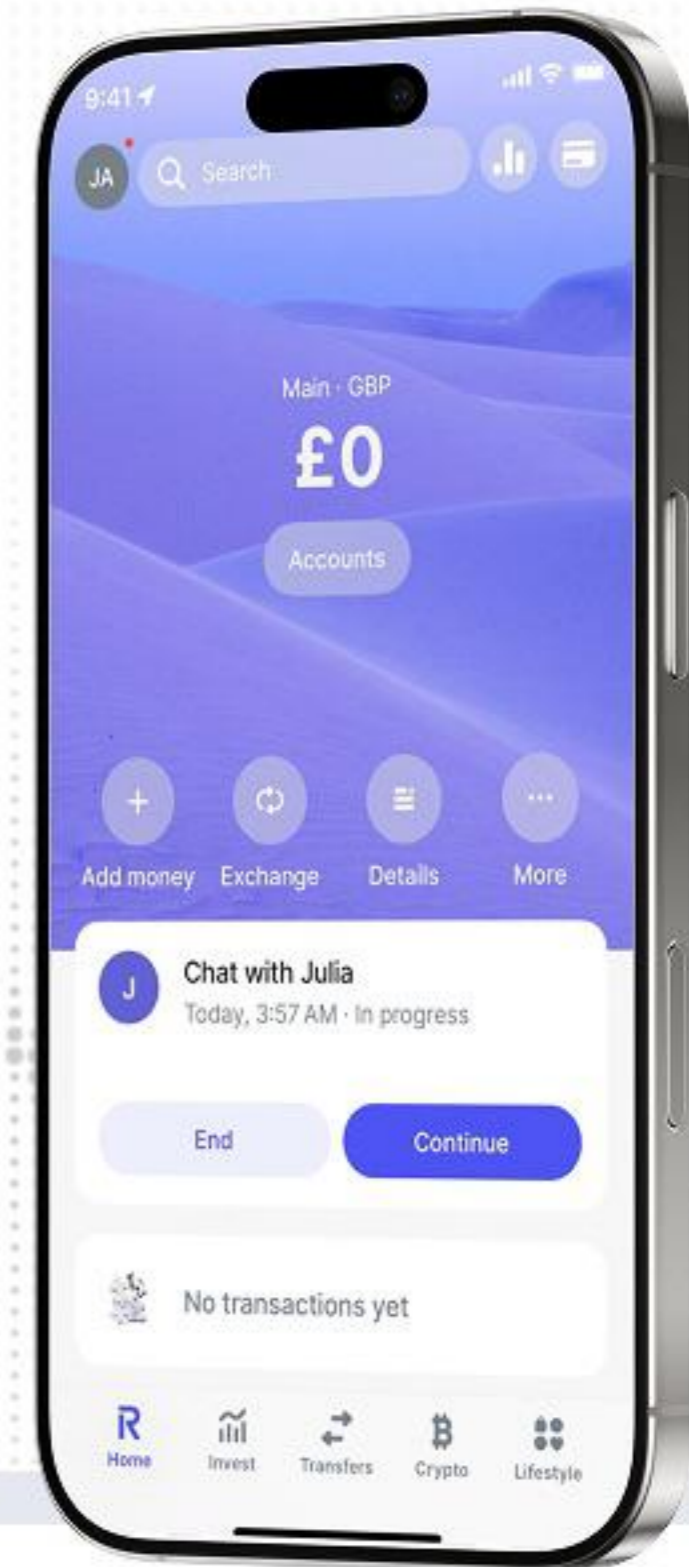 9:41
JA
Search
Main · GBP
£0
Accounts
Add money Exchange Details More
J
Chat with Julia
Today, 3:57 AM · In progress
End Continue
No transactions yet
R
Home Invest Transfers Crypto Lifestyle